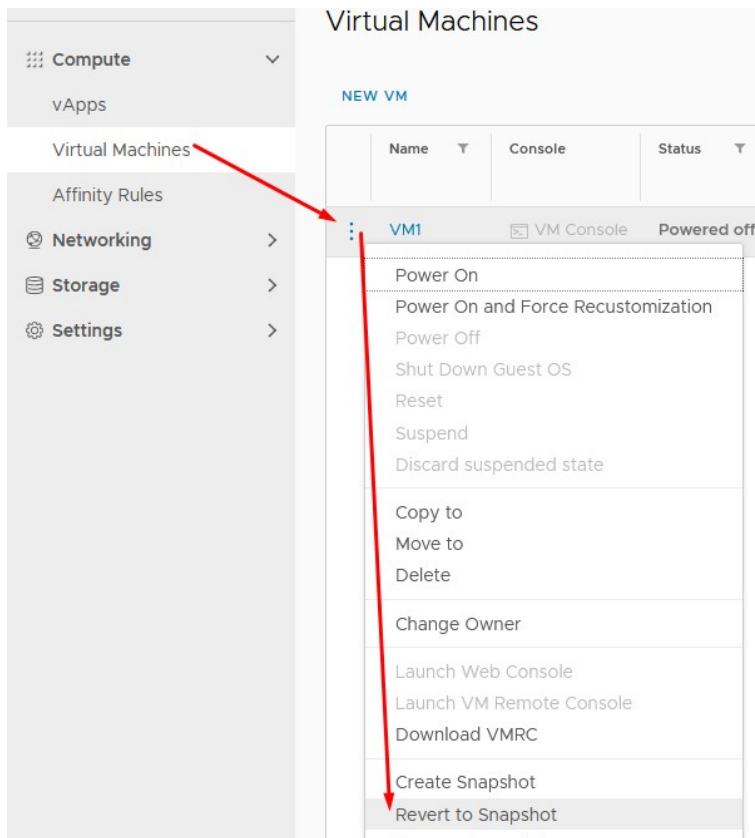 Virtual Machines
Compute
vApps
Virtual Machines
Affinity Rules
Networking
Storage
Settings
NEW VM
Name Console Status
VM1 VM Console Powered off
Power On
Power On and Force Recustomization
Power Off
Shut Down Guest OS
Reset
Suspend
Discard suspended state
Copy to
Move to
Delete
Change Owner
Launch Web Console
Launch VM Remote Console
Download VMRC
Create Snapshot
Revert to Snapshot